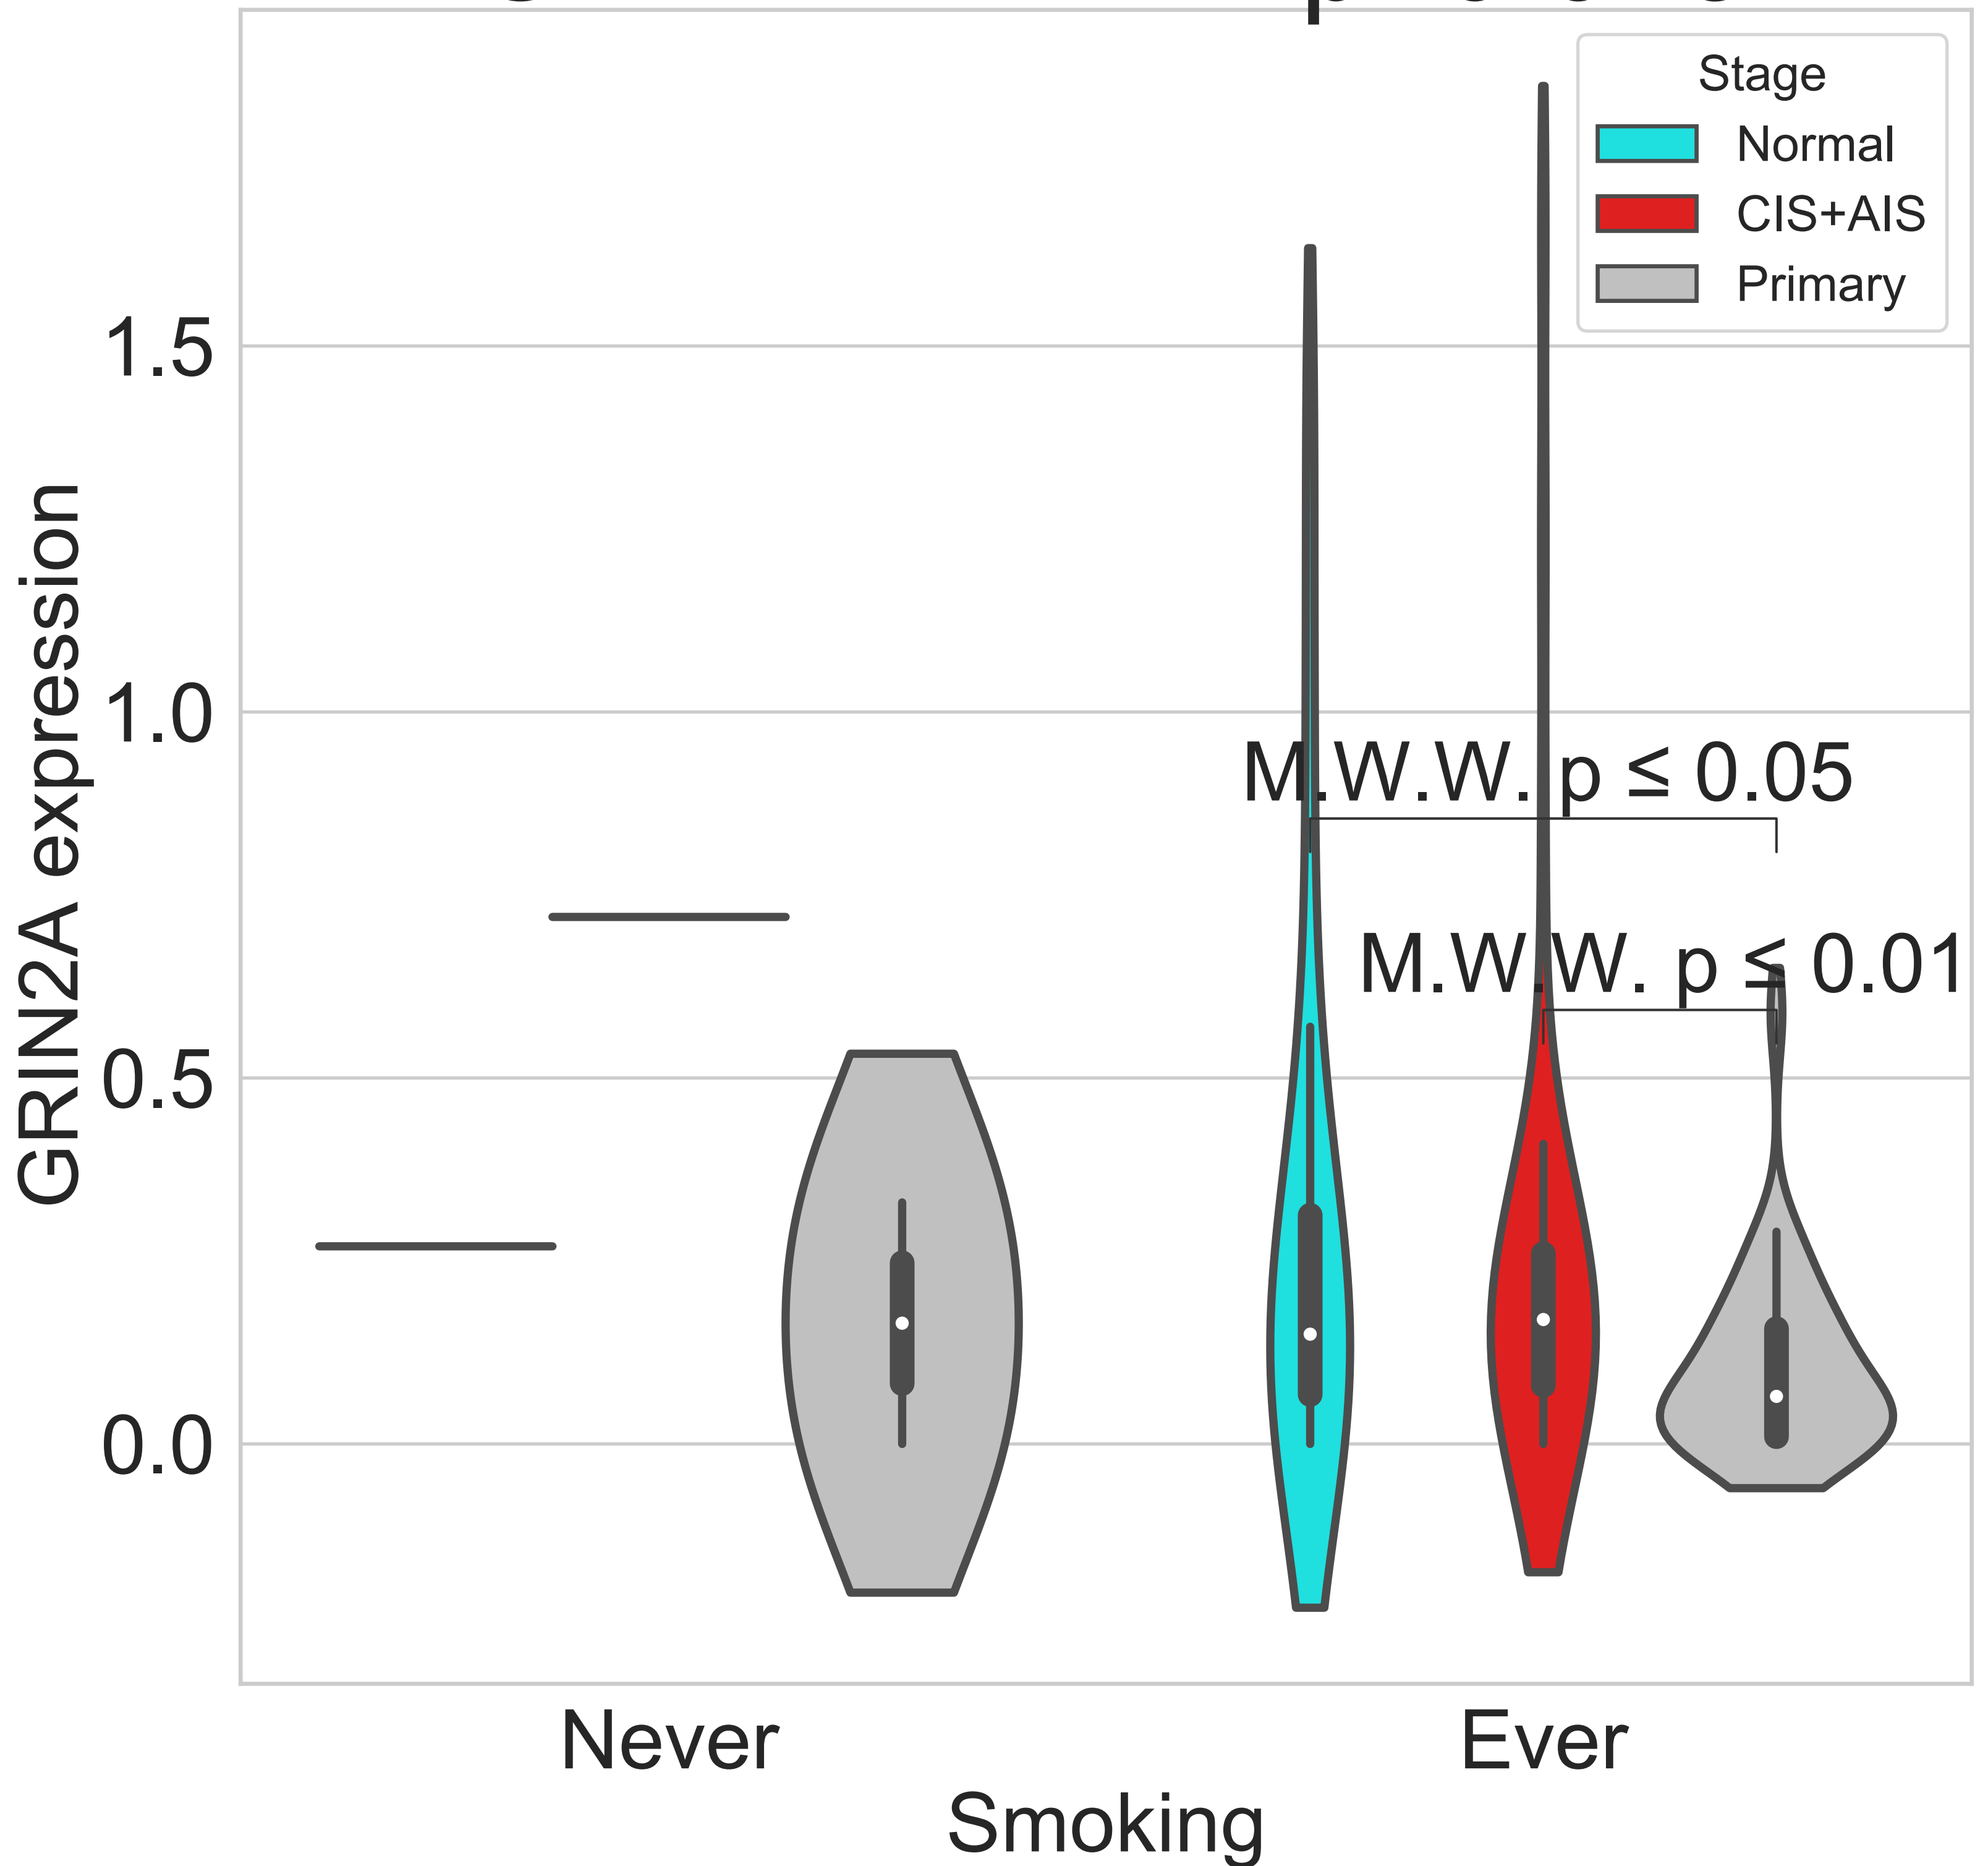 Stage
Normal
CIS+AIS
Primary
1.5
1.0
0.5
0.0
GRIN2A expression
M.W.W. p ≤ 0.05
M.W.W. p ≤ 0.01
Never
Ever
Smoking